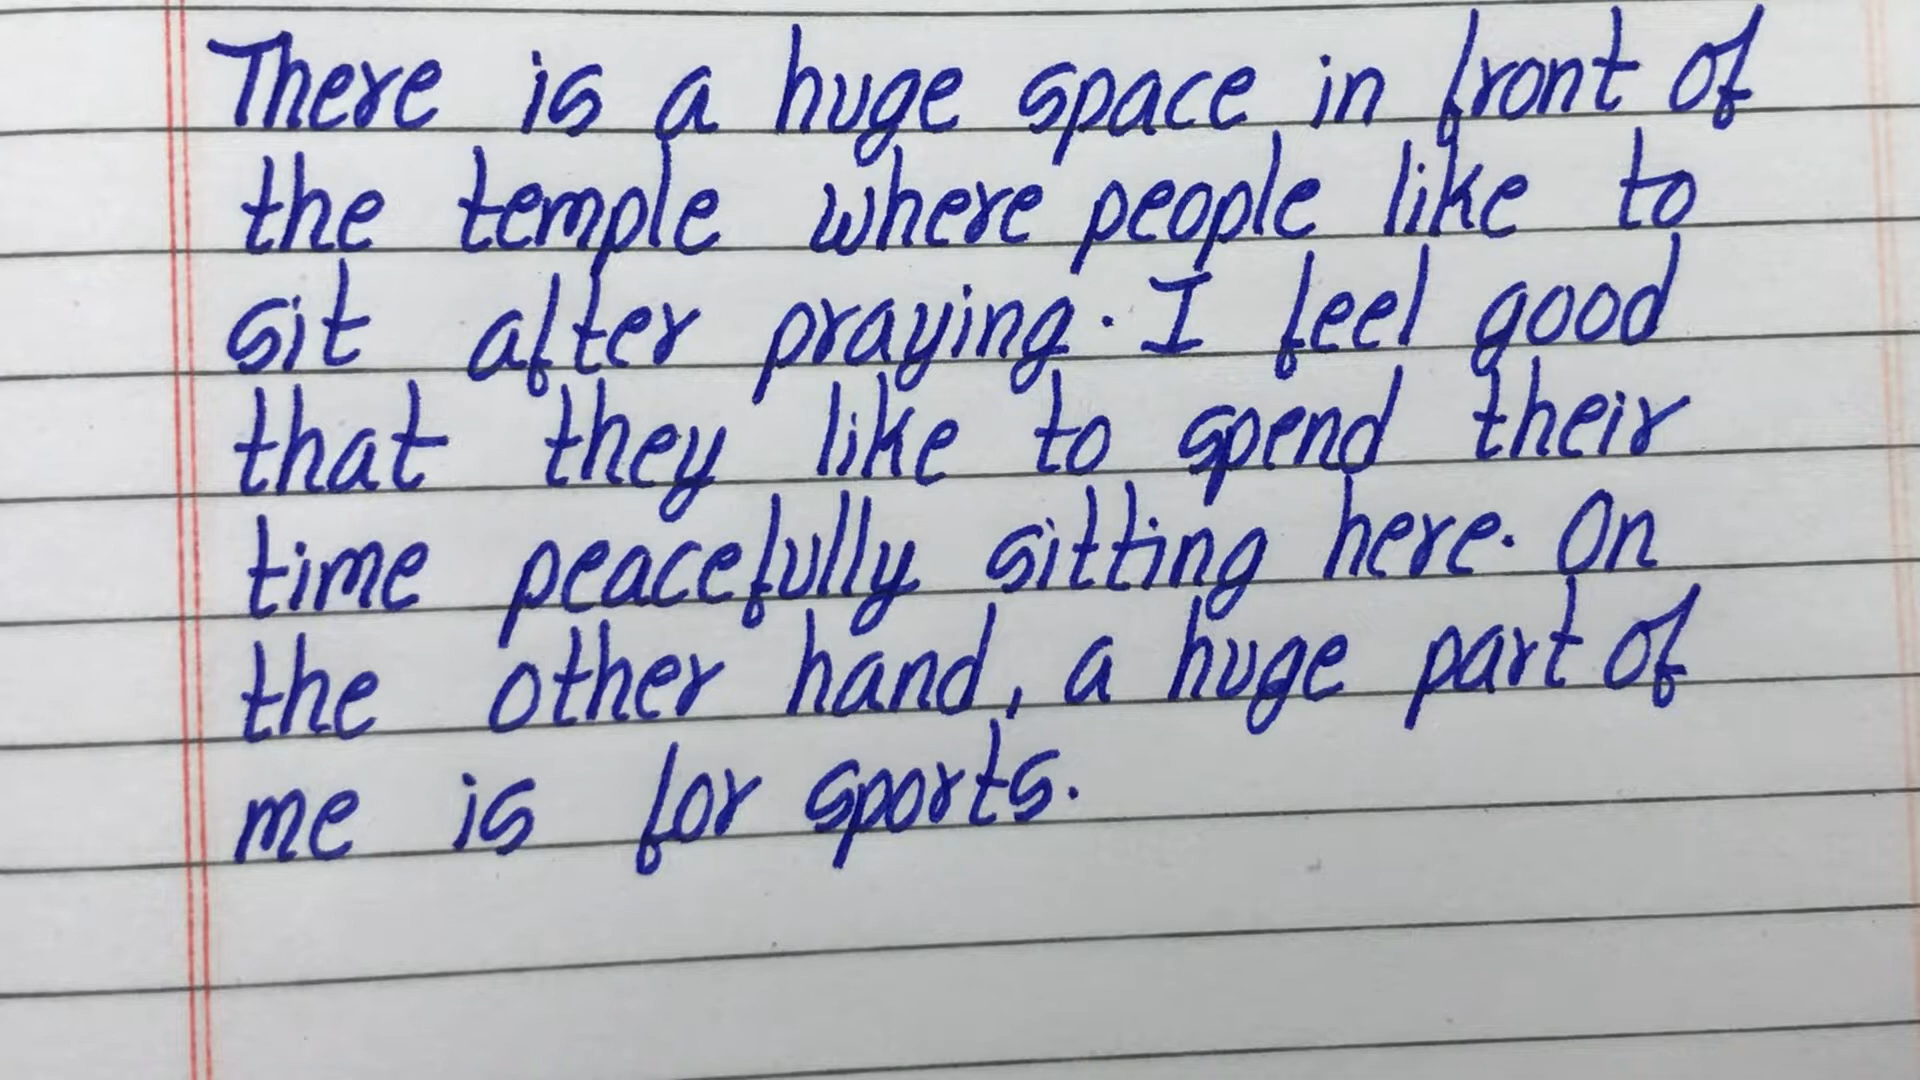 There is a huge space in front of
the temple where people like to
sit after praying. I feel good
that they like to spend their
time peacefully sitting here. On
the other hand, a huge part of
me is for sports.